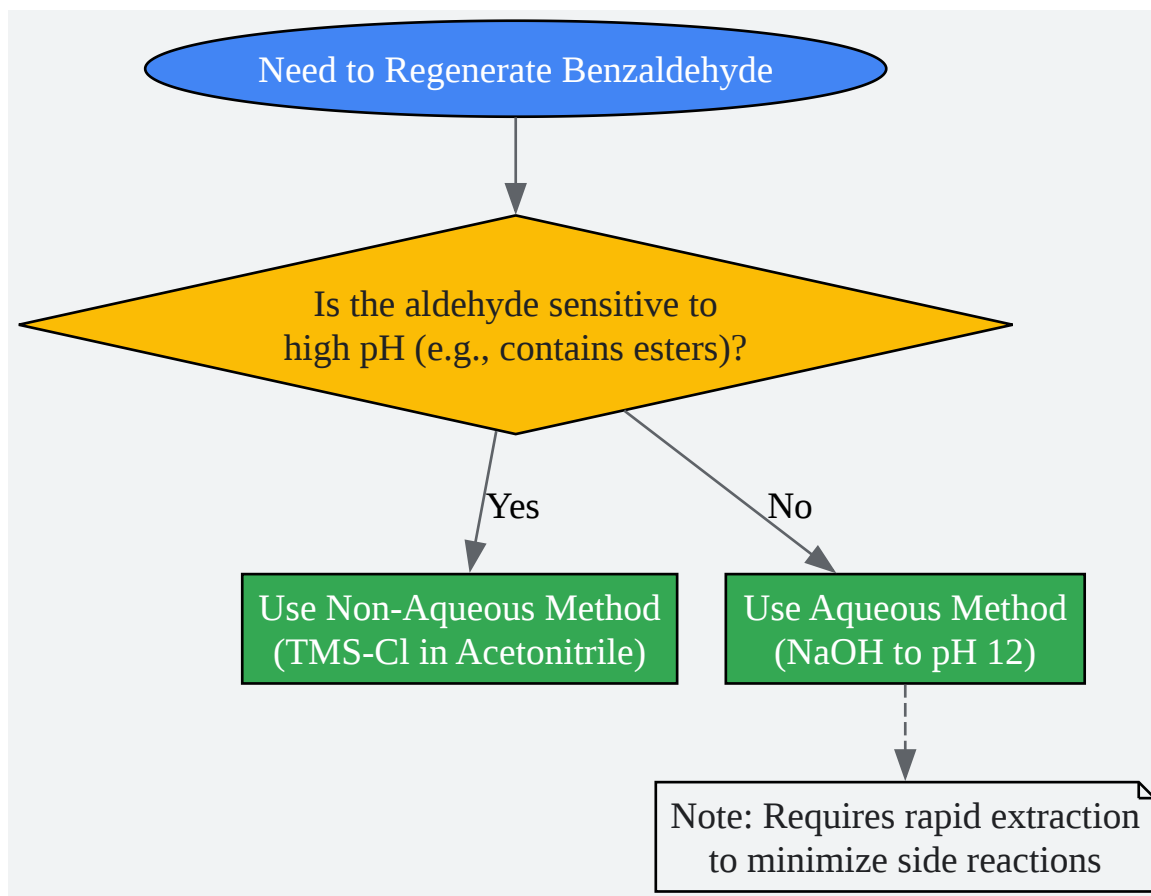 Need to Regenerate Benzaldehyde
Is the aldehyde sensitive to
high pH (e.g., contains esters)?
Yes
No
Use Non-Aqueous Method
(TMS-Cl in Acetonitrile)
Use Aqueous Method
(NaOH to pH 12)
Note: Requires rapid extraction
to minimize side reactions